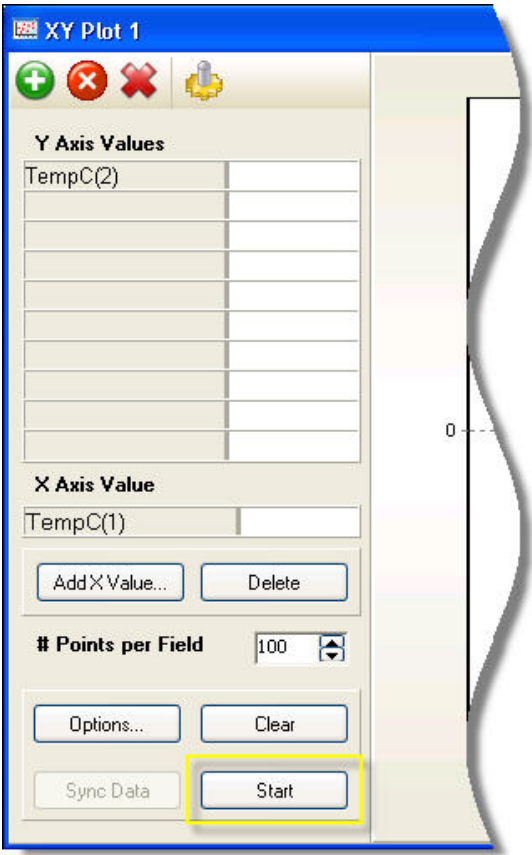 XY Plot 1
Y Axis Values
TempC(2)
0
X Axis Value
TempC(1)
Add X Value... Delete
# Points per Field 100
Options... Clear
Sync Data Start